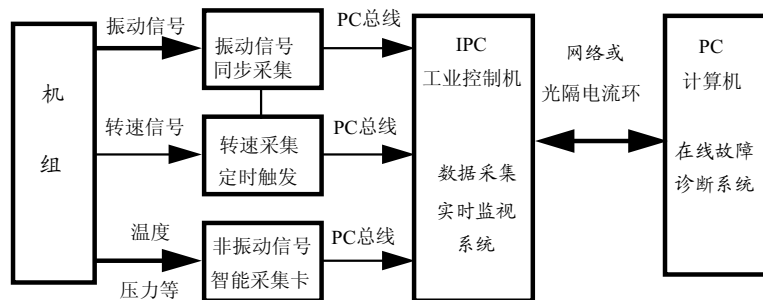 机
组
振动信号
转速信号
温度
压力等
振动信号
同步采集
转速采集
定时触发
非振动信号
智能采集卡
PC总线
PC总线
PC总线
IPC
工业控制机
数据采集
实时监视
系统
网络或
光隔电流环
PC
计算机
在线故障
诊断系统